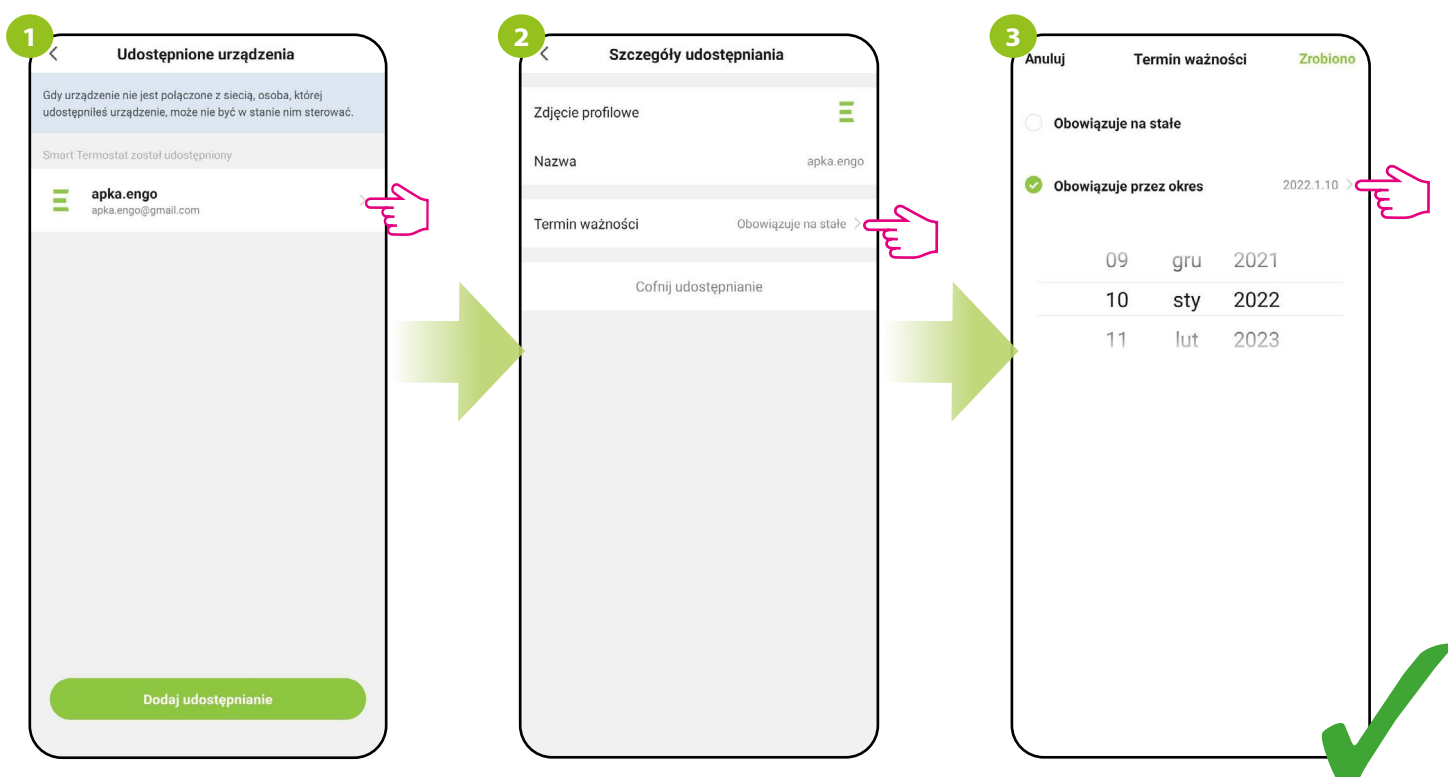 1
Udostępnione urządzenia
Gdy urządzenie nie jest połączone z siecią, osoba, której
udostępniłeś urządzenie, może nie być w stanie nim sterować.
Smart Termostat został udostępniony
apka.engo
apka.engo@gmail.com
Dodaj udostępnianie
2
Szczegóły udostępniania
Zdjęcie profilowe
Nazwa apka.engo
Termin ważności Obowiązuje na stałe
Cofnij udostępnianie
3
Anuluj Termin ważności Zrobiono
Obowiązuje na stałe
Obowiązuje przez okres 2022.1.10
09 gru 2021
10 sty 2022
11 lut 2023